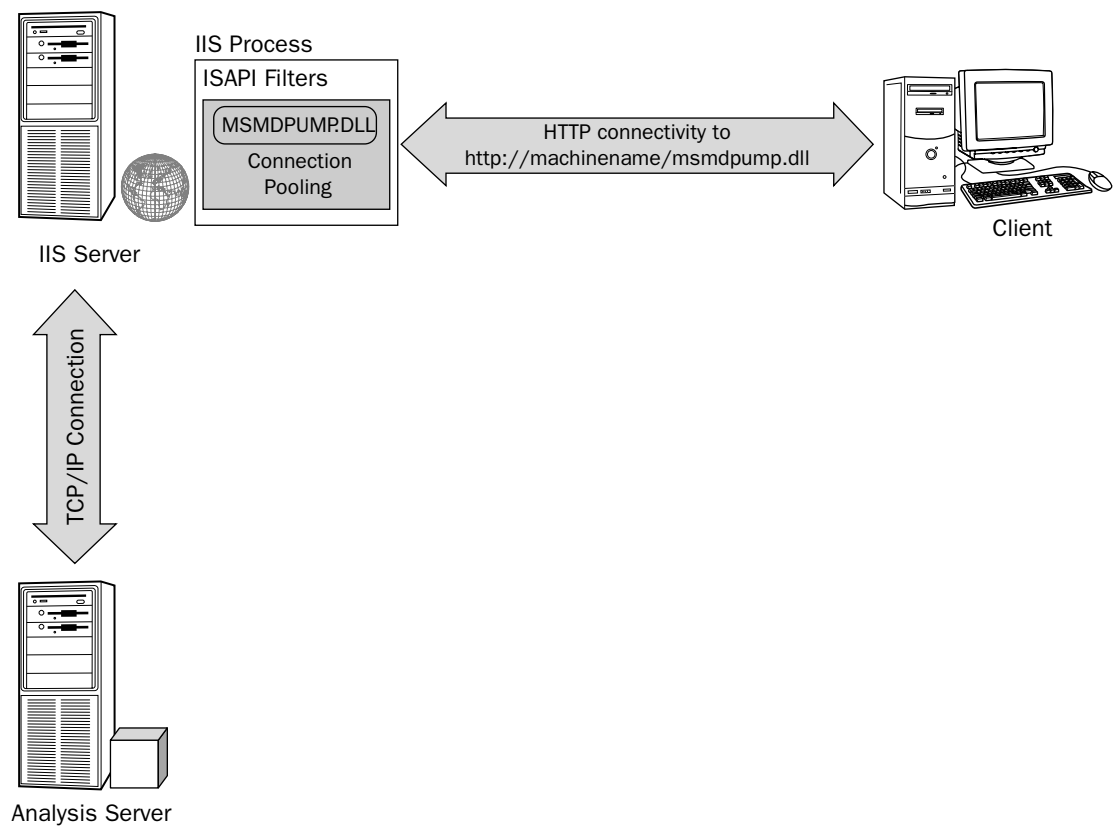 IIS Process
ISAPI Filters
MSMDPUMP.DLL
Connection
Pooling
HTTP connectivity to
http://machinename/msmdpump.dll
Client
IIS Server
TCP/IP Connection
Analysis Server